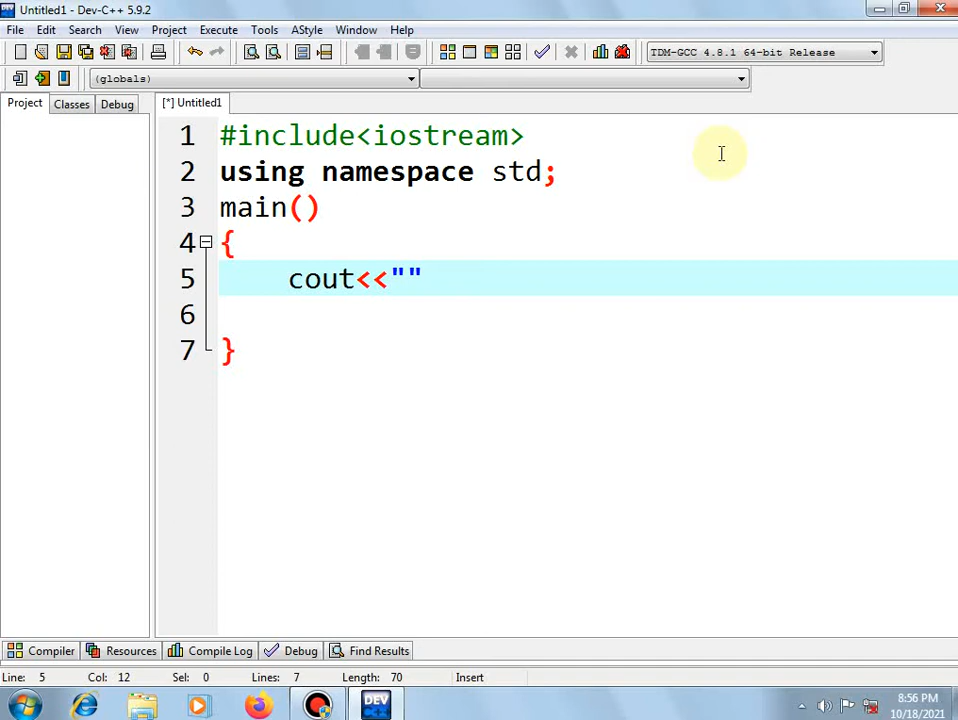 Untitled1 - Dev-C++ 5.9.2
File Edit Search View Project Execute Tools AStyle Window Help
TDM-GCC 4.8.1 64-bit Release
(globals)
Project Classes Debug [*] Untitled1
1 #include<iostream>
2 using namespace std;
3 main()
4 {
5 cout<<""
6
7 }
Compiler Resources Compile Log Debug Find Results
Line: 5 Col: 12 Sel: 0 Lines: 7 Length: 70 Insert
DEV C++
8:56 PM
10/18/2021